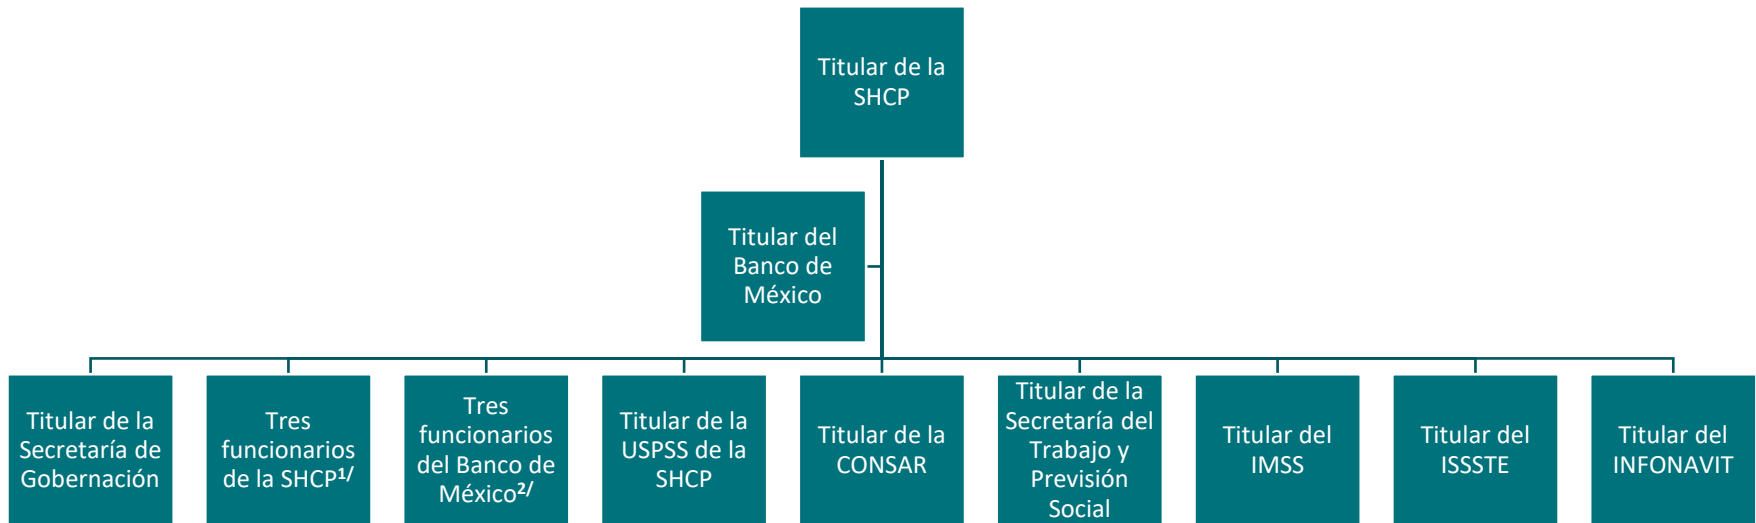 Titular de la
SHCP
Titular del
Banco de
México
Titular de la
Secretaría de
Gobernación
Tres
funcionarios
de la SHCP1/
Tres
funcionarios
del Banco de
México2/
Titular de la
USPSS de la
SHCP
Titular de la
CONSAR
Titular de la
Secretaría del
Trabajo y
Previsión
Social
Titular del
IMSS
Titular del
ISSSTE
Titular del
INFONAVIT